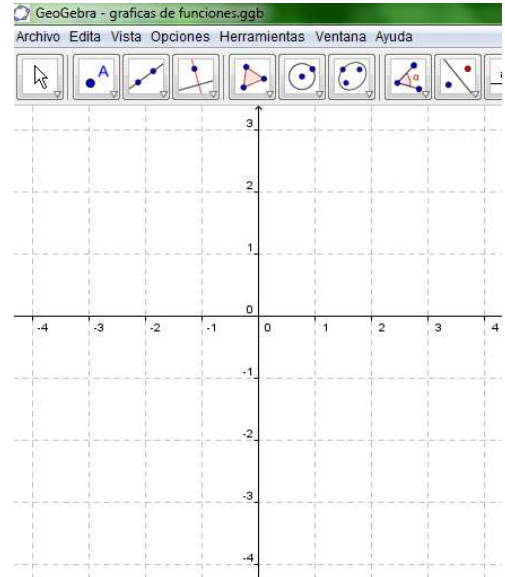 GeoGebra - graficas de funciones.ggb
Archivo Edita Vista Opciones Herramientas Ventana Ayuda
A α
3
2
1
0
-4 -3 -2 -1 0 1 2 3 4
-1
-2
-3
-4